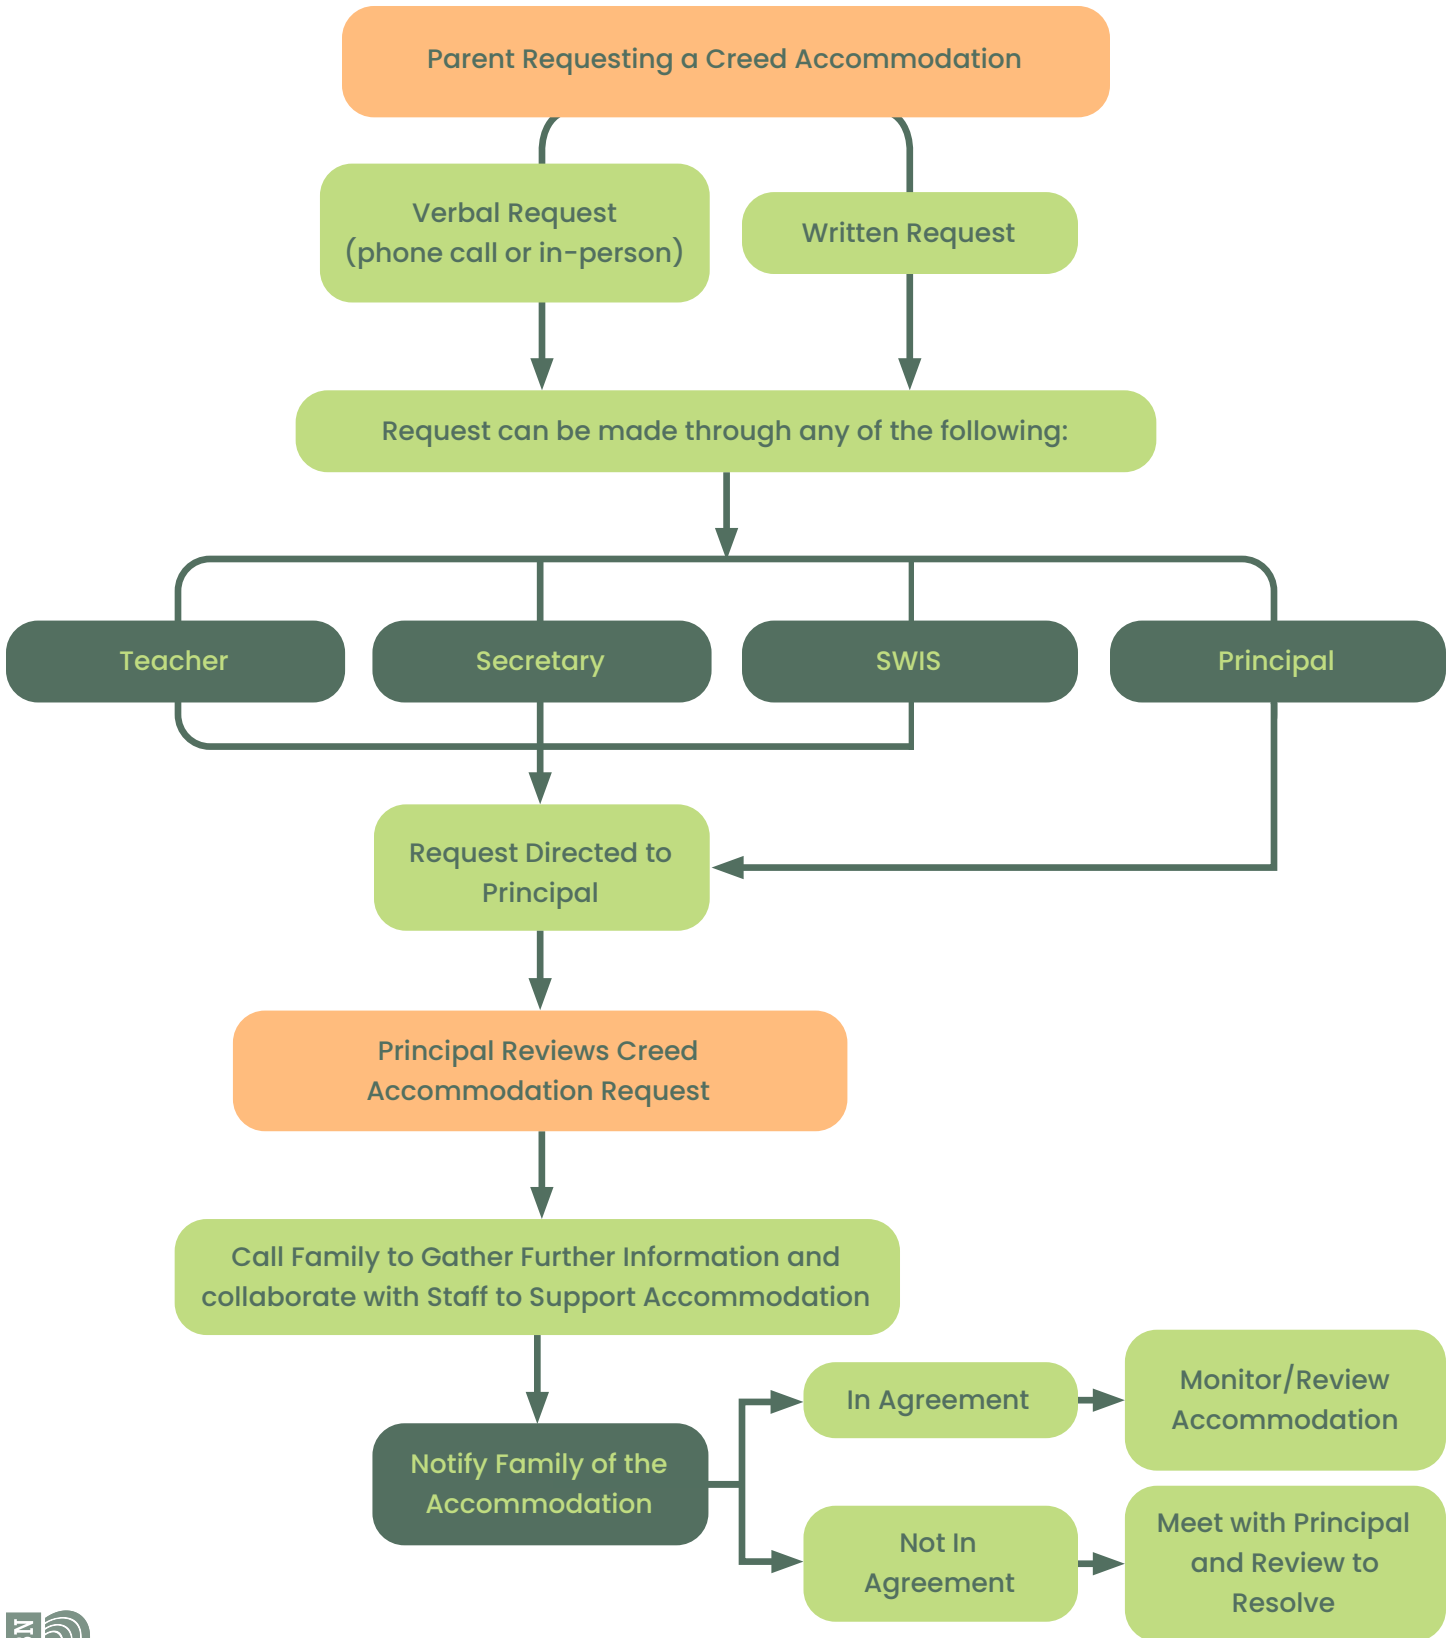 Parent Requesting a Creed Accommodation
Verbal Request
(phone call or in-person)
Written Request
Request can be made through any of the following:
Teacher
Secretary
SWIS
Principal
Request Directed to
Principal
Principal Reviews Creed
Accommodation Request
Call Family to Gather Further Information and
collaborate with Staff to Support Accommodation
Notify Family of the
Accommodation
In Agreement
Monitor/Review
Accommodation
Not In
Agreement
Meet with Principal
and Review to
Resolve